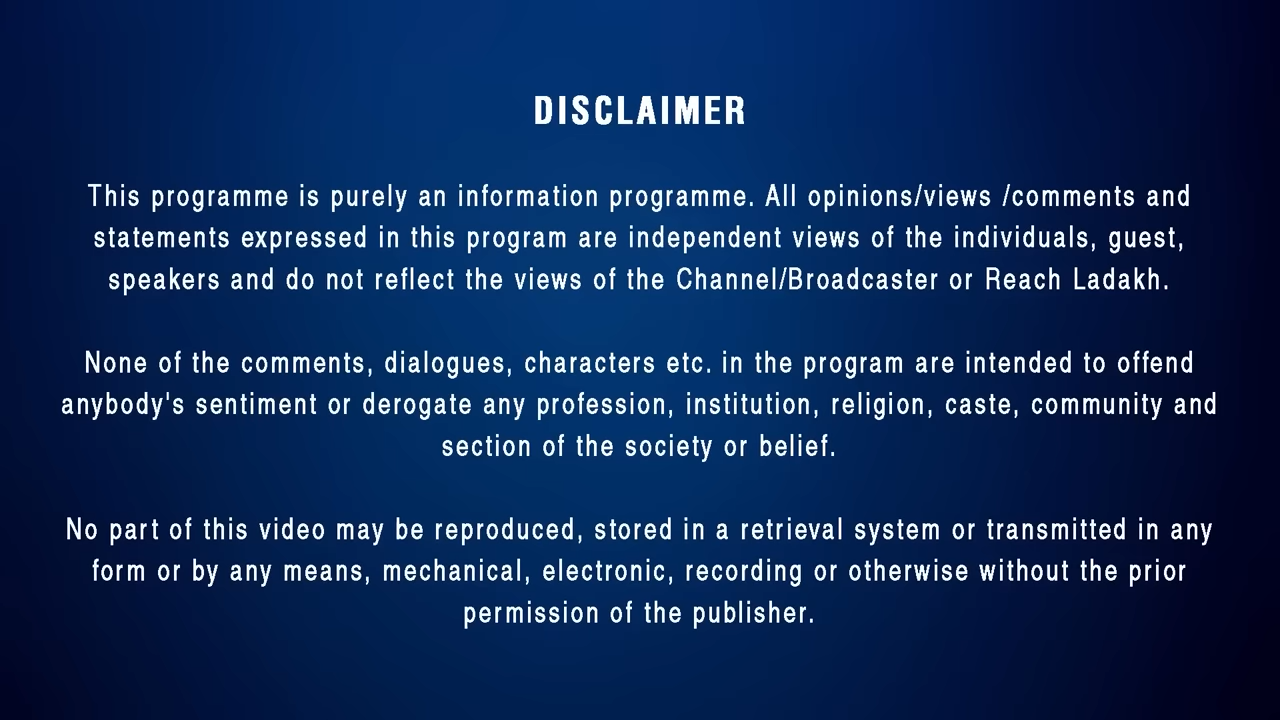 DISCLAIMER
This programme is purely an information programme. All opinions/views /comments and
statements expressed in this program are independent views of the individuals, guest,
speakers and do not reflect the views of the Channel/Broadcaster or Reach Ladakh.
None of the comments, dialogues, characters etc. in the program are intended to offend
anybody's sentiment or derogate any profession, institution, religion, caste, community and
section of the society or belief.
No part of this video may be reproduced, stored in a retrieval system or transmitted in any
form or by any means, mechanical, electronic, recording or otherwise without the prior
permission of the publisher.